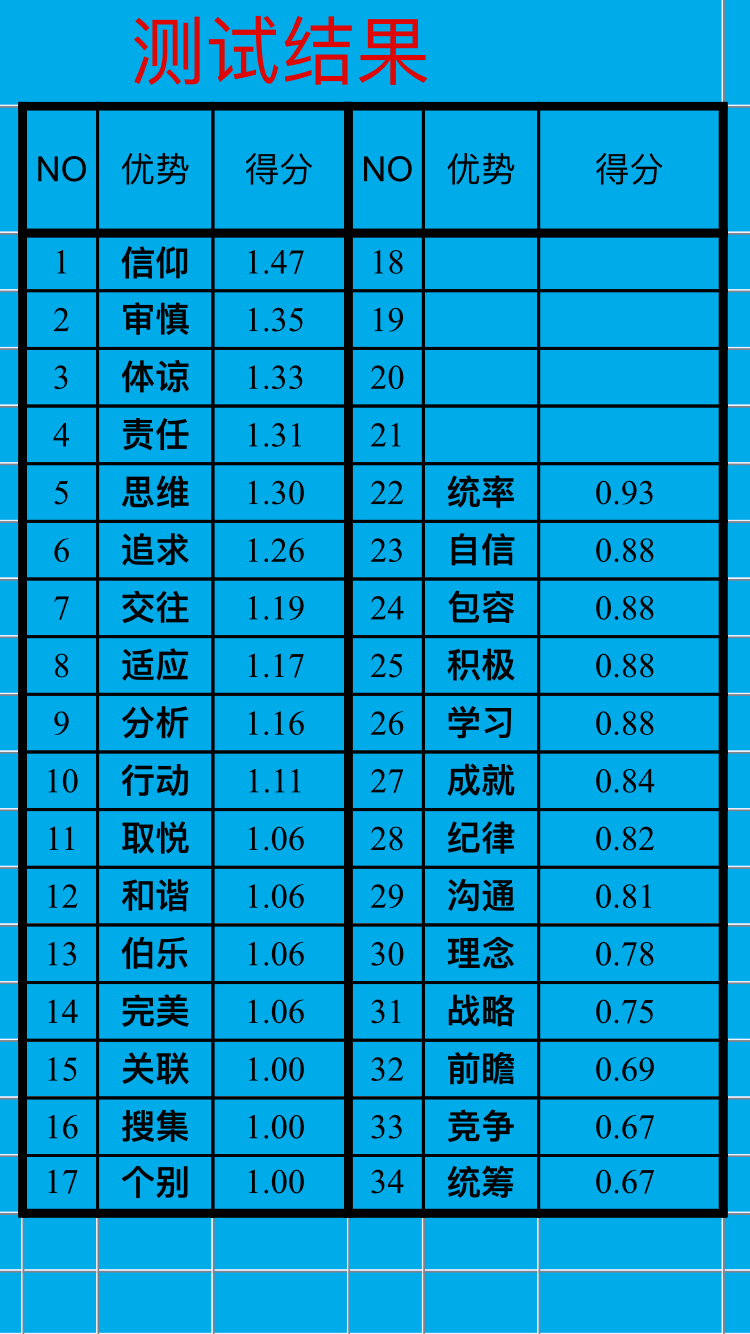 测试结果
NO 优势 得分 NO 优势 得分
1 信仰 1.47 18
2 审慎 1.35 19
3 体谅 1.33 20
4 责任 1.31 21
5 思维 1.30 22 统率 0.93
6 追求 1.26 23 自信 0.88
7 交往 1.19 24 包容 0.88
8 适应 1.17 25 积极 0.88
9 分析 1.16 26 学习 0.88
10 行动 1.11 27 成就 0.84
11 取悦 1.06 28 纪律 0.82
12 和谐 1.06 29 沟通 0.81
13 伯乐 1.06 30 理念 0.78
14 完美 1.06 31 战略 0.75
15 关联 1.00 32 前瞻 0.69
16 搜集 1.00 33 竞争 0.67
17 个别 1.00 34 统筹 0.67